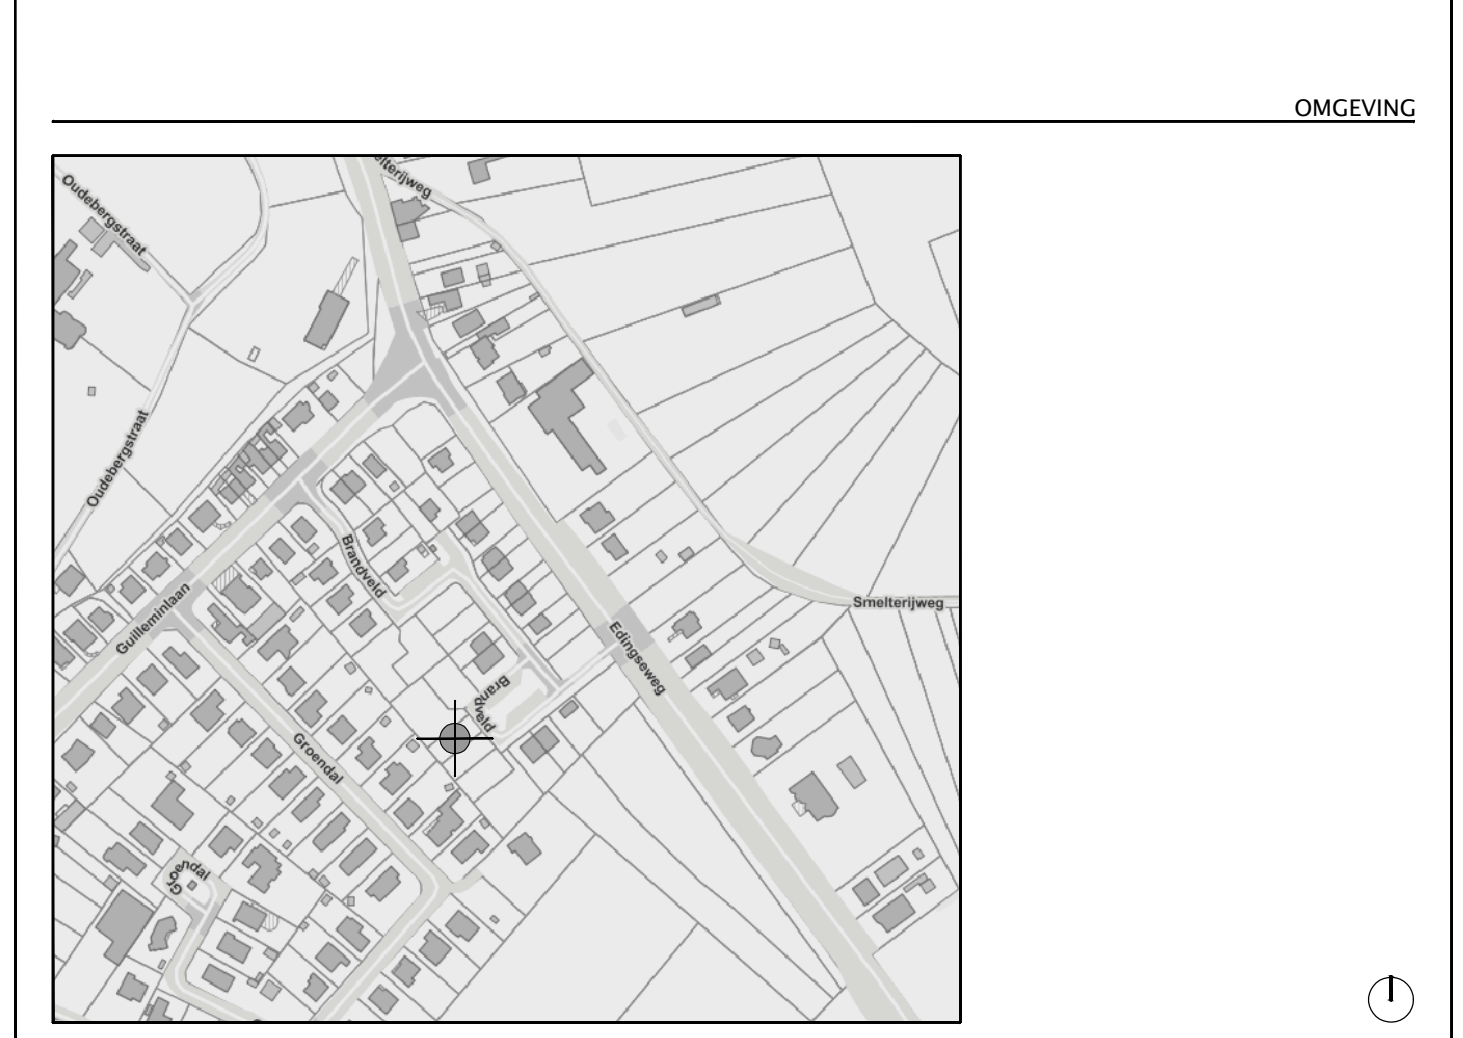 OMGEVING
elterijweg
Oudebergstraat
Oudebergstraat
Brandveld
Guilleminlaan
Smelterijweg
Edingseweg
Brandveld
Groendal
Groendal